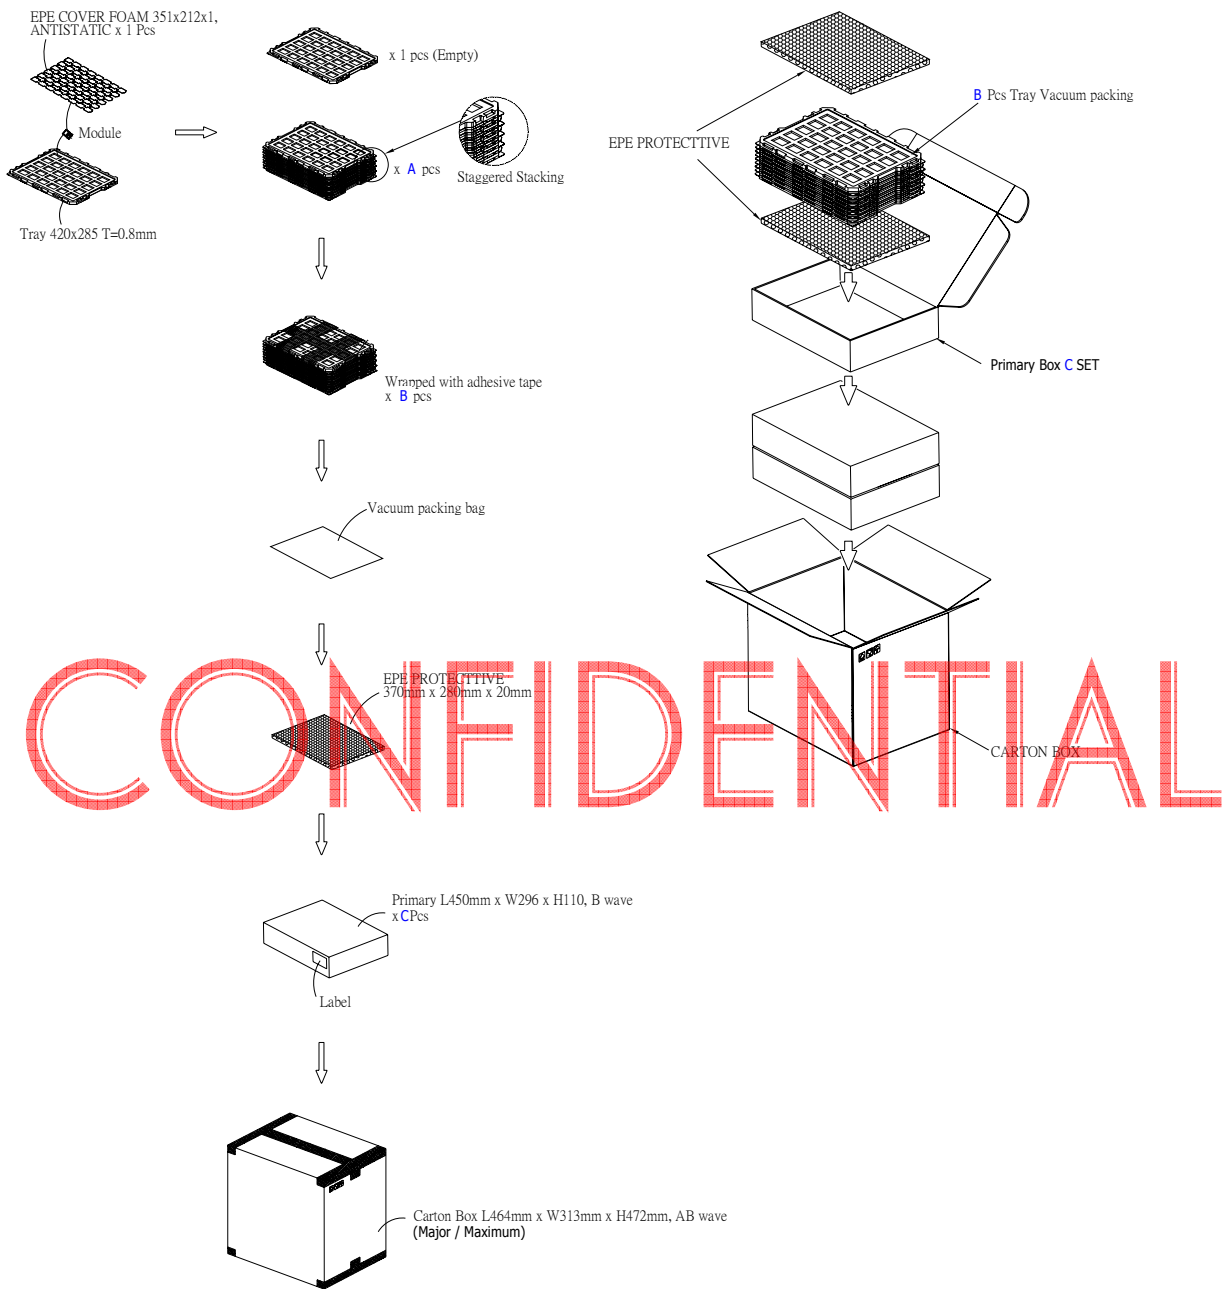 EPE COVER FOAM 351x212x1,
ANTISTATIC x 1 Pcs
Module
Tray 420x285 T=0.8mm
x 1 pcs (Empty)
x A pcs
Staggered Stacking
Wrapped with adhesive tape
x B pcs
Vacuum packing bag
EPE PROTECTTIVE
370mm x 280mm x 20mm
Primary L450mm x W296 x H110, B wave
x C Pcs
Label
Carton Box L464mm x W313mm x H472mm, AB wave
(Major / Maximum)
B Pcs Tray Vacuum packing
EPE PROTECTTIVE
Primary Box C SET
CARTON BOX
CONFIDENTIAL